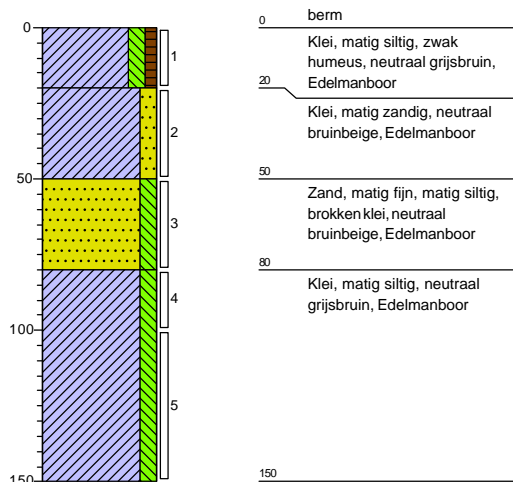 0
50
100
150
1
2
3
4
5
0
berm
Klei, matig siltig, zwak
humeus, neutraal grijsbruin,
Edelmanboor
20
Klei, matig zandig, neutraal
bruinbeige, Edelmanboor
50
Zand, matig fijn, matig siltig,
brokken klei, neutraal
bruinbeige, Edelmanboor
80
Klei, matig siltig, neutraal
grijsbruin, Edelmanboor
150